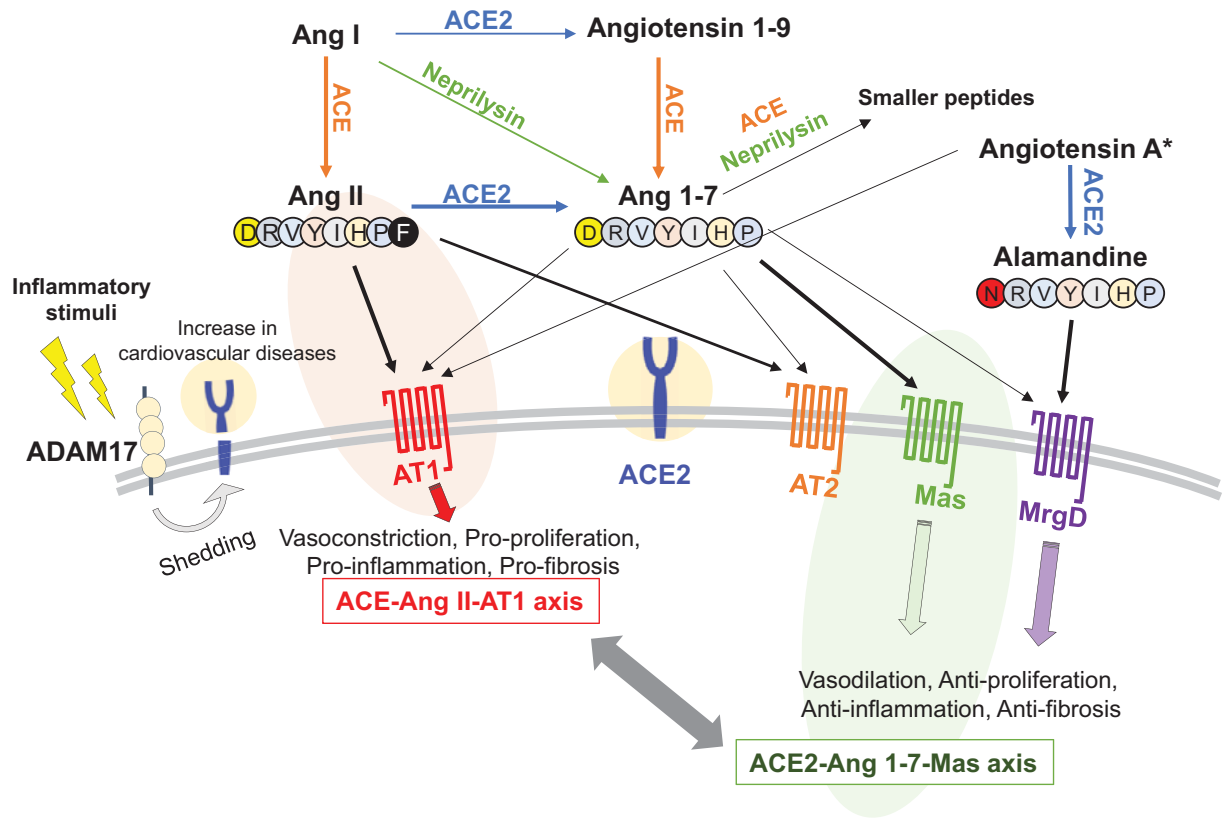 Ang I
ACE2
Angiotensin 1-9
ACE
Neprilysin
ACE
ACE
Neprilysin
Smaller peptides
Angiotensin A*
ACE2
Ang II
ACE2
Ang 1-7
DRVYIHPF
DRVYIHP
Alamandine
NRVYIHP
Inflammatory
stimuli
Increase in
cardiovascular diseases
ADAM17
AT1
ACE2
AT2
Mas
MrgD
Shedding
Vasoconstriction, Pro-proliferation,
Pro-inflammation, Pro-fibrosis
ACE-Ang II-AT1 axis
Vasodilation, Anti-proliferation,
Anti-inflammation, Anti-fibrosis
ACE2-Ang 1-7-Mas axis